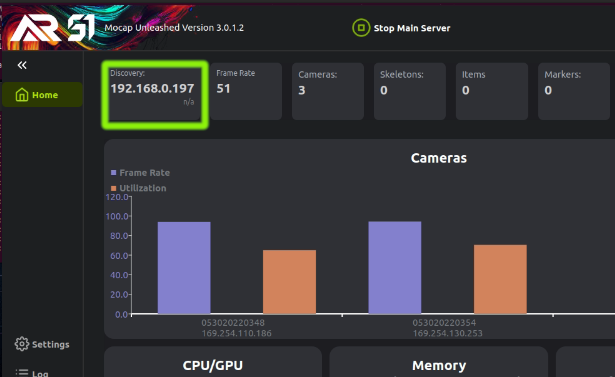 AR 51
Mocap Unleashed Version 3.0.1.2
Stop Main Server
Discovery:
192.168.0.197
n/a
Frame Rate
51
Cameras:
3
Skeletons:
0
Items
0
Markers:
0
Home
Cameras
Frame Rate
Utilization
120.0
100.0
80.0
60.0
40.0
20.0
0.0
053020220348
169.254.110.186
053020220354
169.254.130.253
Settings
Log
CPU/GPU
Memory